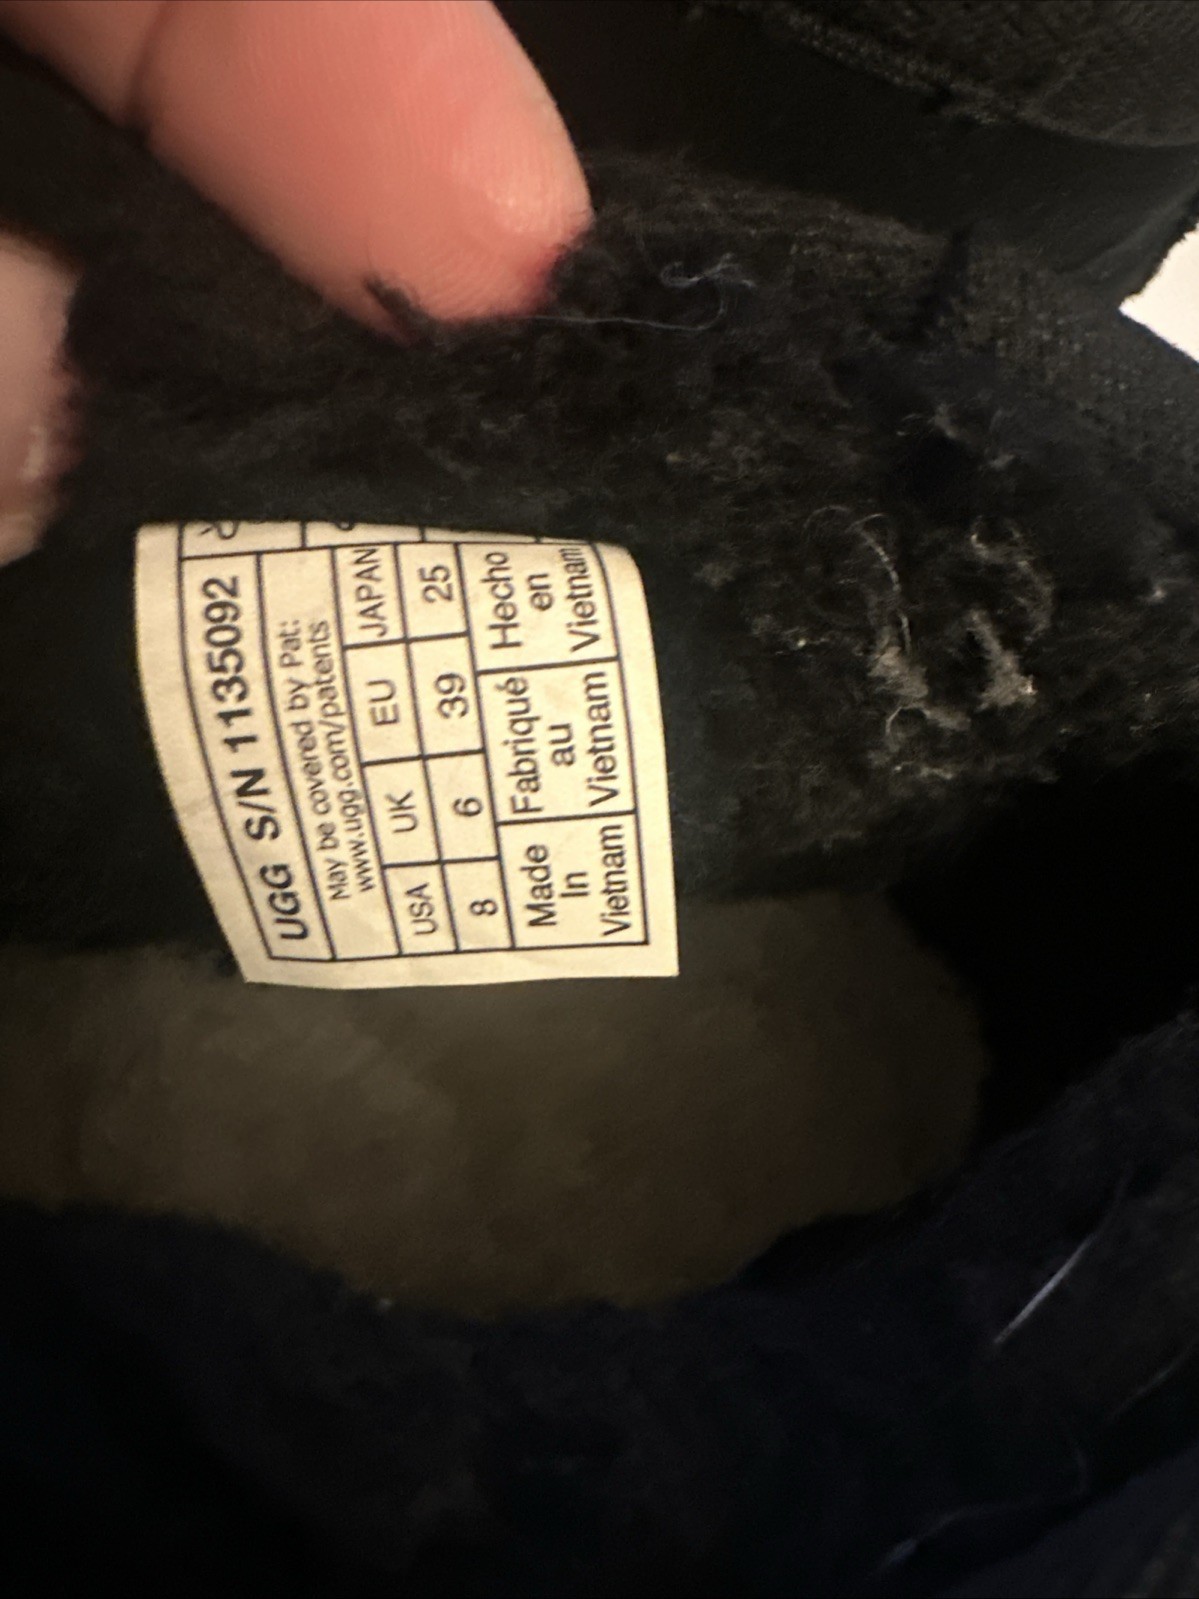 UGG S/N 1135092
May be covered by Pat:
www.ugg.com/patents
USA UK EU JAPAN
8 6 39 25
Made Fabriqué Hecho
In au en
Vietnam Vietnam Vietnam